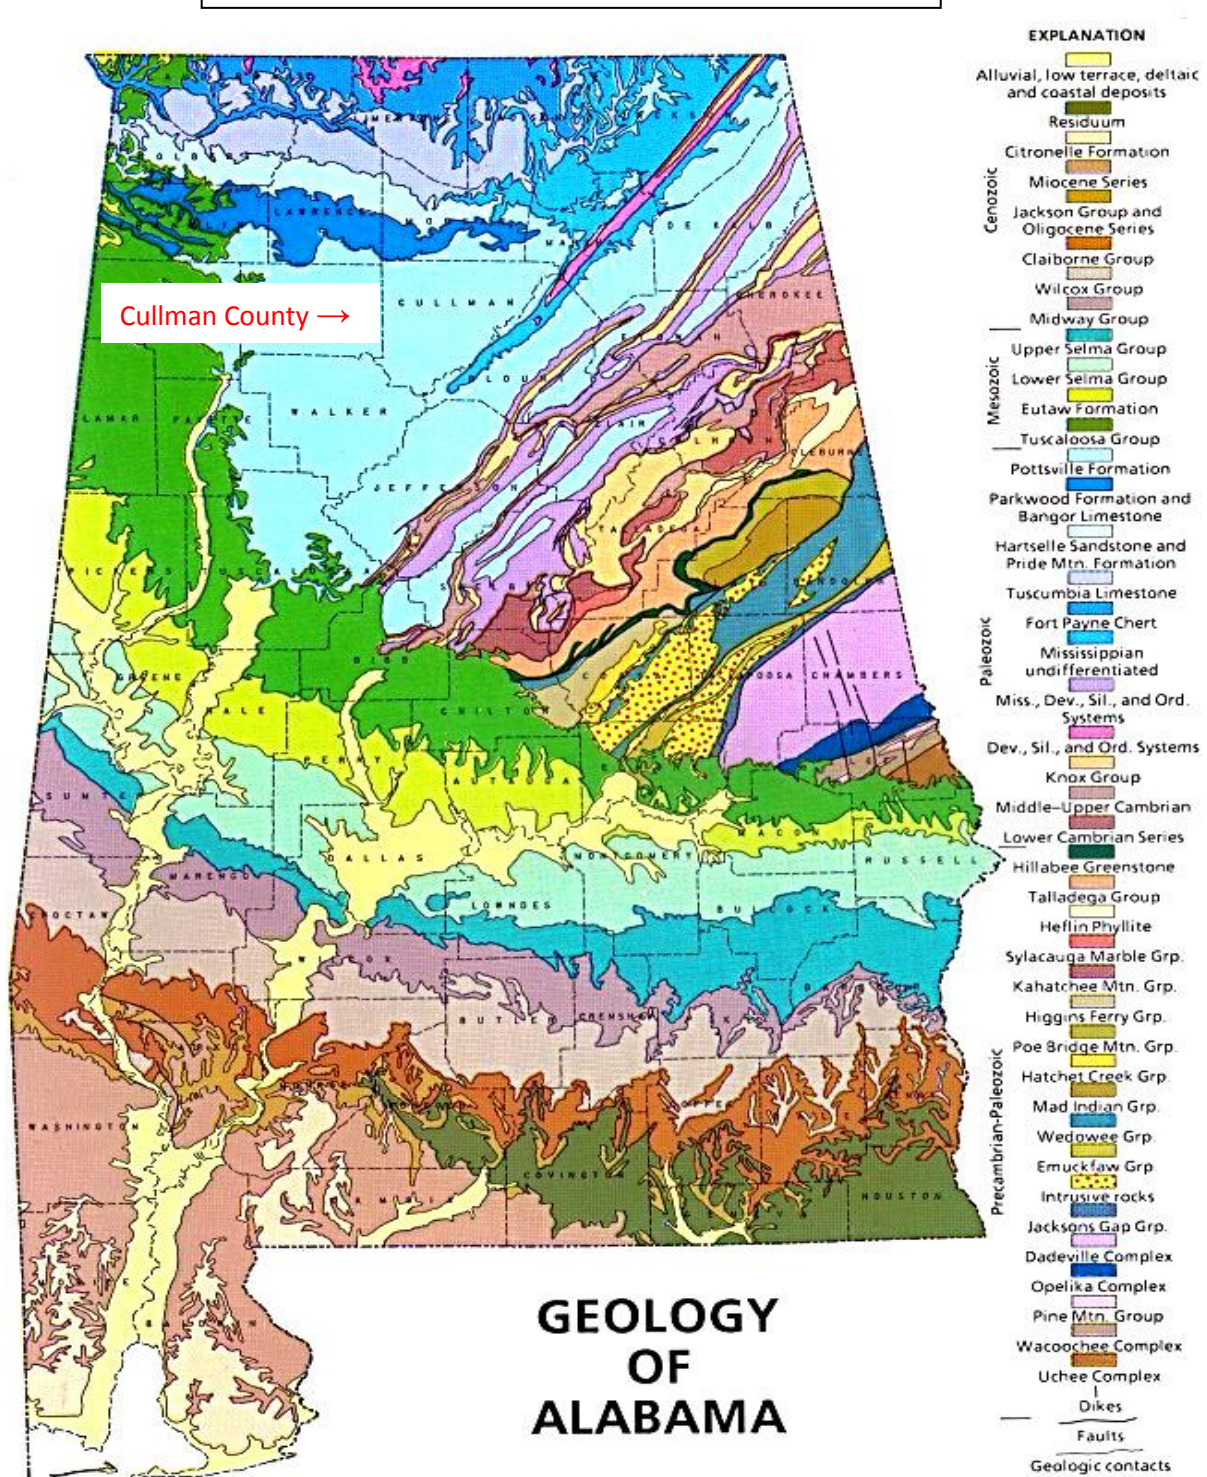 EXPLANATION
Alluvial, low terrace, deltaic
and coastal deposits
Residuum
Citronelle Formation
Miocene Series
Jackson Group and
Oligocene Series
Claiborne Group
Wilcox Group
Midway Group
Upper Selma Group
Lower Selma Group
Eutaw Formation
Tuscaloosa Group
Pottsville Formation
Parkwood Formation and
Bangor Limestone
Hartselle Sandstone and
Pride Mtn. Formation
Tuscumbia Limestone
Fort Payne Chert
Mississippian
undifferentiated
Miss., Dev., Sil., and Ord.
Systems
Dev., Sil., and Ord. Systems
Knox Group
Middle–Upper Cambrian
Lower Cambrian Series
Hillabee Greenstone
Talladega Group
Heflin Phyllite
Sylacauga Marble Grp.
Kahatchee Mtn. Grp.
Higgins Ferry Grp.
Poe Bridge Mtn. Grp.
Hatchet Creek Grp.
Mad Indian Grp.
Wedowee Grp.
Emuckfaw Grp
Intrusive rocks
Jacksons Gap Grp.
Dadeville Complex
Opelika Complex
Pine Mtn. Group
Wacoochee Complex
Uchee Complex
Dikes
Faults
Geologic contacts
Cenozoic
Mesozoic
Paleozoic
Precambrian-Paleozoic
Cullman County →
LAWRENCE
CULLMAN
DE KALB
CHEROKEE
WALKER
LAMAR
FAYETTE
JEFFERSON
PICKENS
TUSCALOOSA
BIBB
CHAMBERS
GREENE
HALE
CHILTON
PERRY
AUTAUGA
SUMTER
MACON
DALLAS
MONTGOMERY
RUSSELL
MARENGO
LOWNDES
BULLOCK
CHOCTAW
WILCOX
BUTLER
CRENSHAW
WASHINGTON
COVINGTON
HOUSTON
BALDWIN
GEOLOGY
OF
ALABAMA